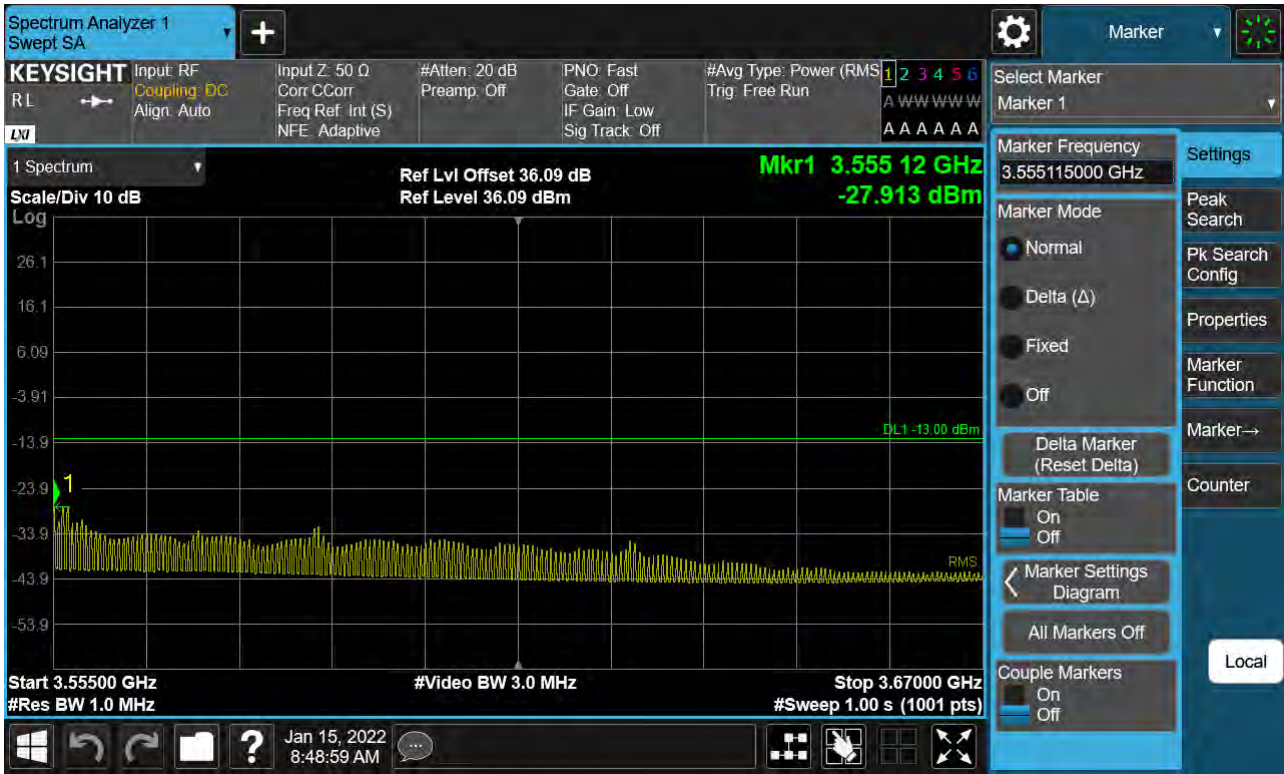 Spectrum Analyzer 1
Swept SA
+
Marker
KEYSIGHT
RL
LXI
Input: RF
Coupling: DC
Align: Auto
Input Z: 50 Ω
Corr CCorr
Freq Ref: Int (S)
NFE: Adaptive
#Atten: 20 dB
Preamp: Off
PNO: Fast
Gate: Off
IF Gain: Low
Sig Track: Off
#Avg Type: Power (RMS
Trig: Free Run
1 2 3 4 5 6
A W W W W W
A A A A A A
Select Marker
Marker 1
1 Spectrum
Scale/Div 10 dB
Ref Lvl Offset 36.09 dB
Ref Level 36.09 dBm
Mkr1 3.555 12 GHz
-27.913 dBm
Log
26.1
16.1
6.09
-3.91
-13.9
-23.9
-33.9
-43.9
-53.9
DL1 -13.00 dBm
1
RMS
Start 3.55500 GHz
#Res BW 1.0 MHz
#Video BW 3.0 MHz
Stop 3.67000 GHz
#Sweep 1.00 s (1001 pts)
Marker Frequency
3.555115000 GHz
Marker Mode
Normal
Delta (Δ)
Fixed
Off
Delta Marker
(Reset Delta)
Marker Table
On
Off
Marker Settings
Diagram
All Markers Off
Couple Markers
On
Off
Settings
Peak
Search
Pk Search
Config
Properties
Marker
Function
Marker→
Counter
Local
?
Jan 15, 2022
8:48:59 AM